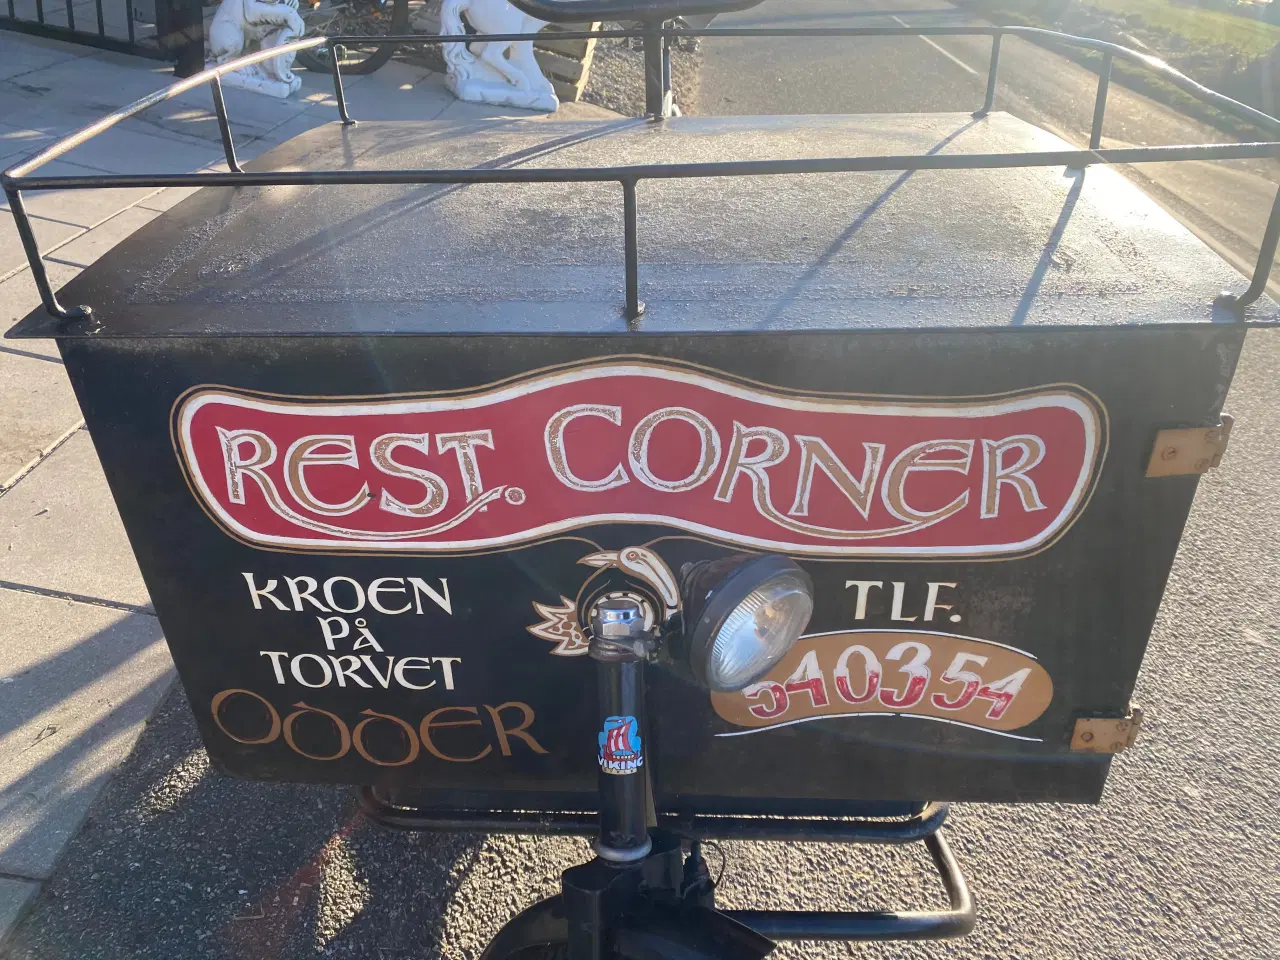 REST. CORNER
KROEN
PÅ
TORVET
ODDER
TLF.
540354
VIKING